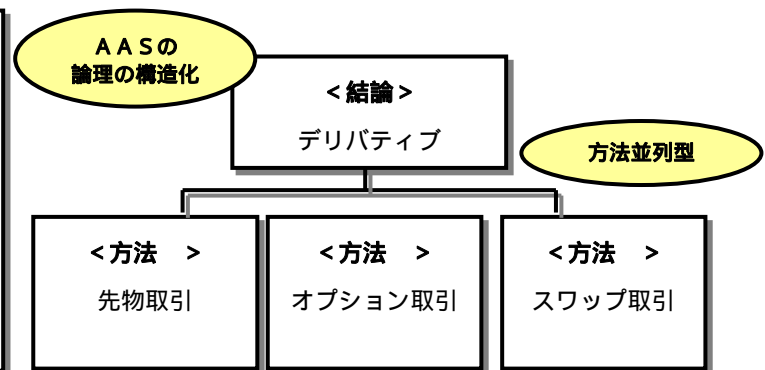 ＡＡＳの
論理の構造化
＜結論＞
デリバティブ
方法並列型
＜方法　＞
先物取引
＜方法　＞
オプション取引
＜方法　＞
スワップ取引